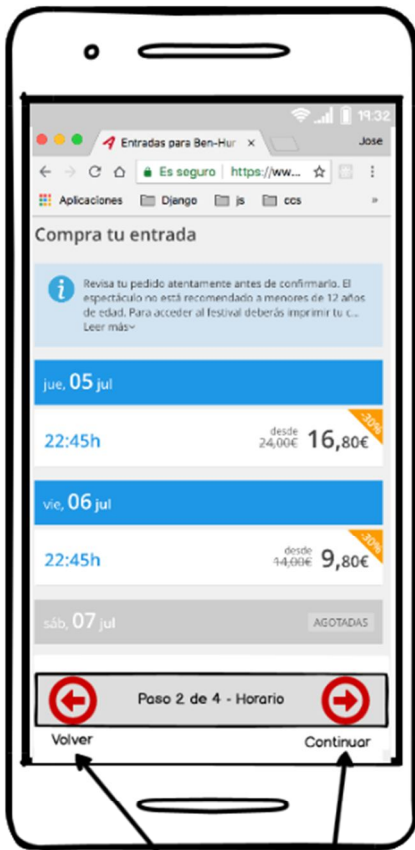 19:32
Entradas para Ben-Hur
Jose
Es seguro | https://ww...
Aplicaciones Django js ccs
Compra tu entrada
Revisa tu pedido atentamente antes de confirmarlo. El
espectáculo no está recomendado a menores de 12 años
de edad. Para acceder al festival deberás imprimir tu c...
Leer más
jue, 05 jul
-30%
22:45h desde 24,00€ 16,80€
vie, 06 jul
-30%
22:45h desde 14,00€ 9,80€
sáb, 07 jul AGOTADAS
Paso 2 de 4 - Horario
Volver Continuar